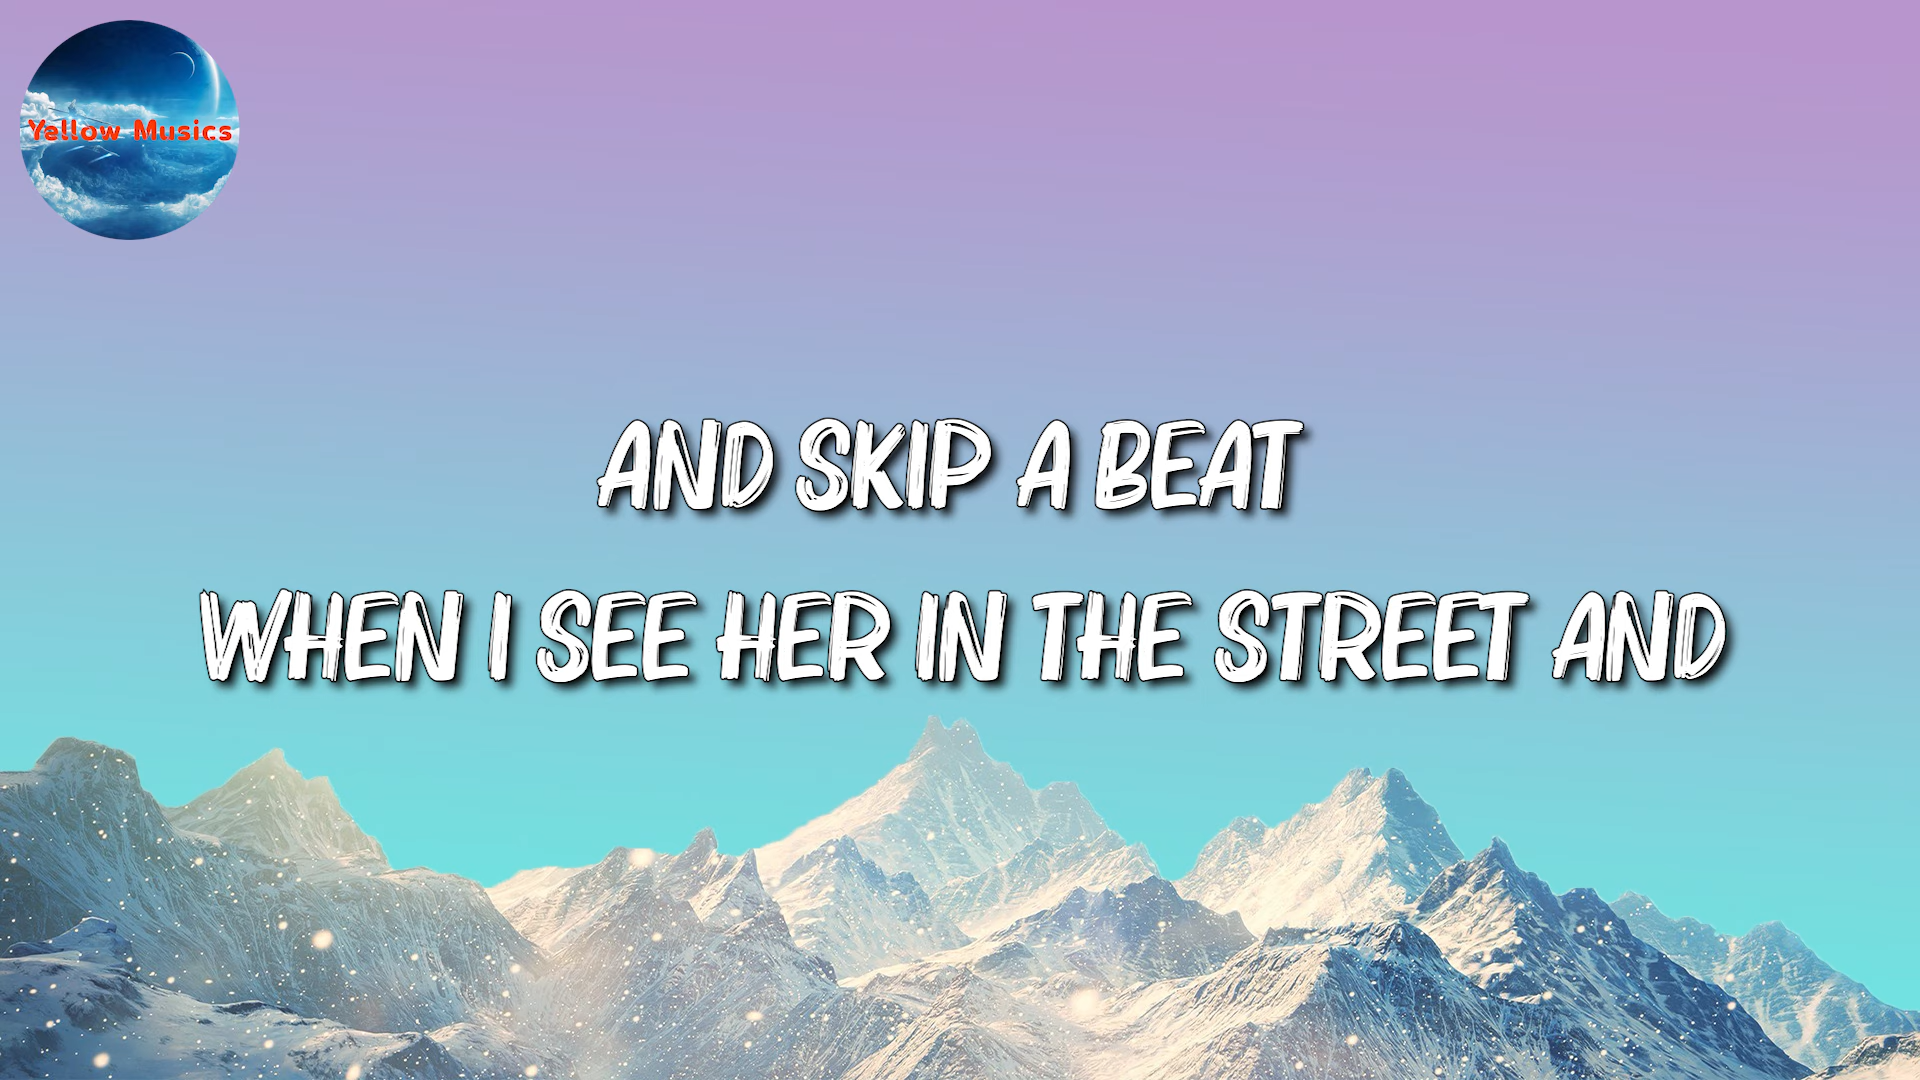 Yellow Musics
AND SKIP A BEAT
WHEN I SEE HER IN THE STREET AND